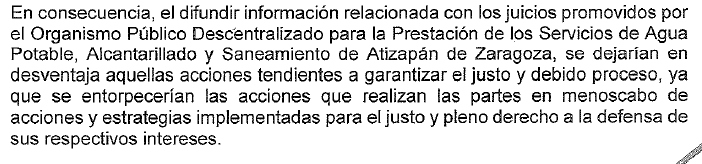 En consecuencia, el difundir información relacionada con los juicios promovidos por
el Organismo Público Descentralizado para la Prestación de los Servicios de Agua
Potable, Alcantarillado y Saneamiento de Atizapán de Zaragoza, se dejarían en
desventaja aquellas acciones tendientes a garantizar el justo y debido proceso, ya
que se entorpecerían las acciones que realizan las partes en menoscabo de
acciones y estrategias implementadas para el justo y pleno derecho a la defensa de
sus respectivos intereses.